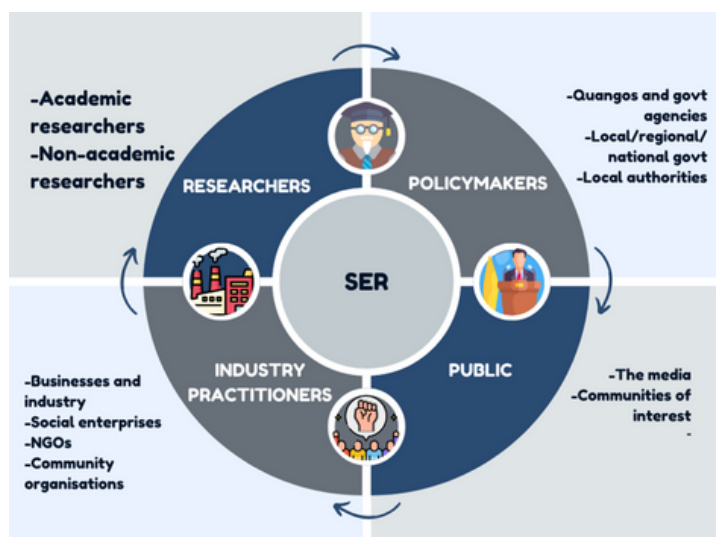 -Academic
researchers
-Non-academic
researchers
RESEARCHERS
POLICYMAKERS
-Quangos and govt
agencies
-Local/regional/
national govt
-Local authorities
SER
-Businesses and
industry
-Social enterprises
-NGOs
-Community
organisations
INDUSTRY
PRACTITIONERS
PUBLIC
-The media
-Communities of
interest
-